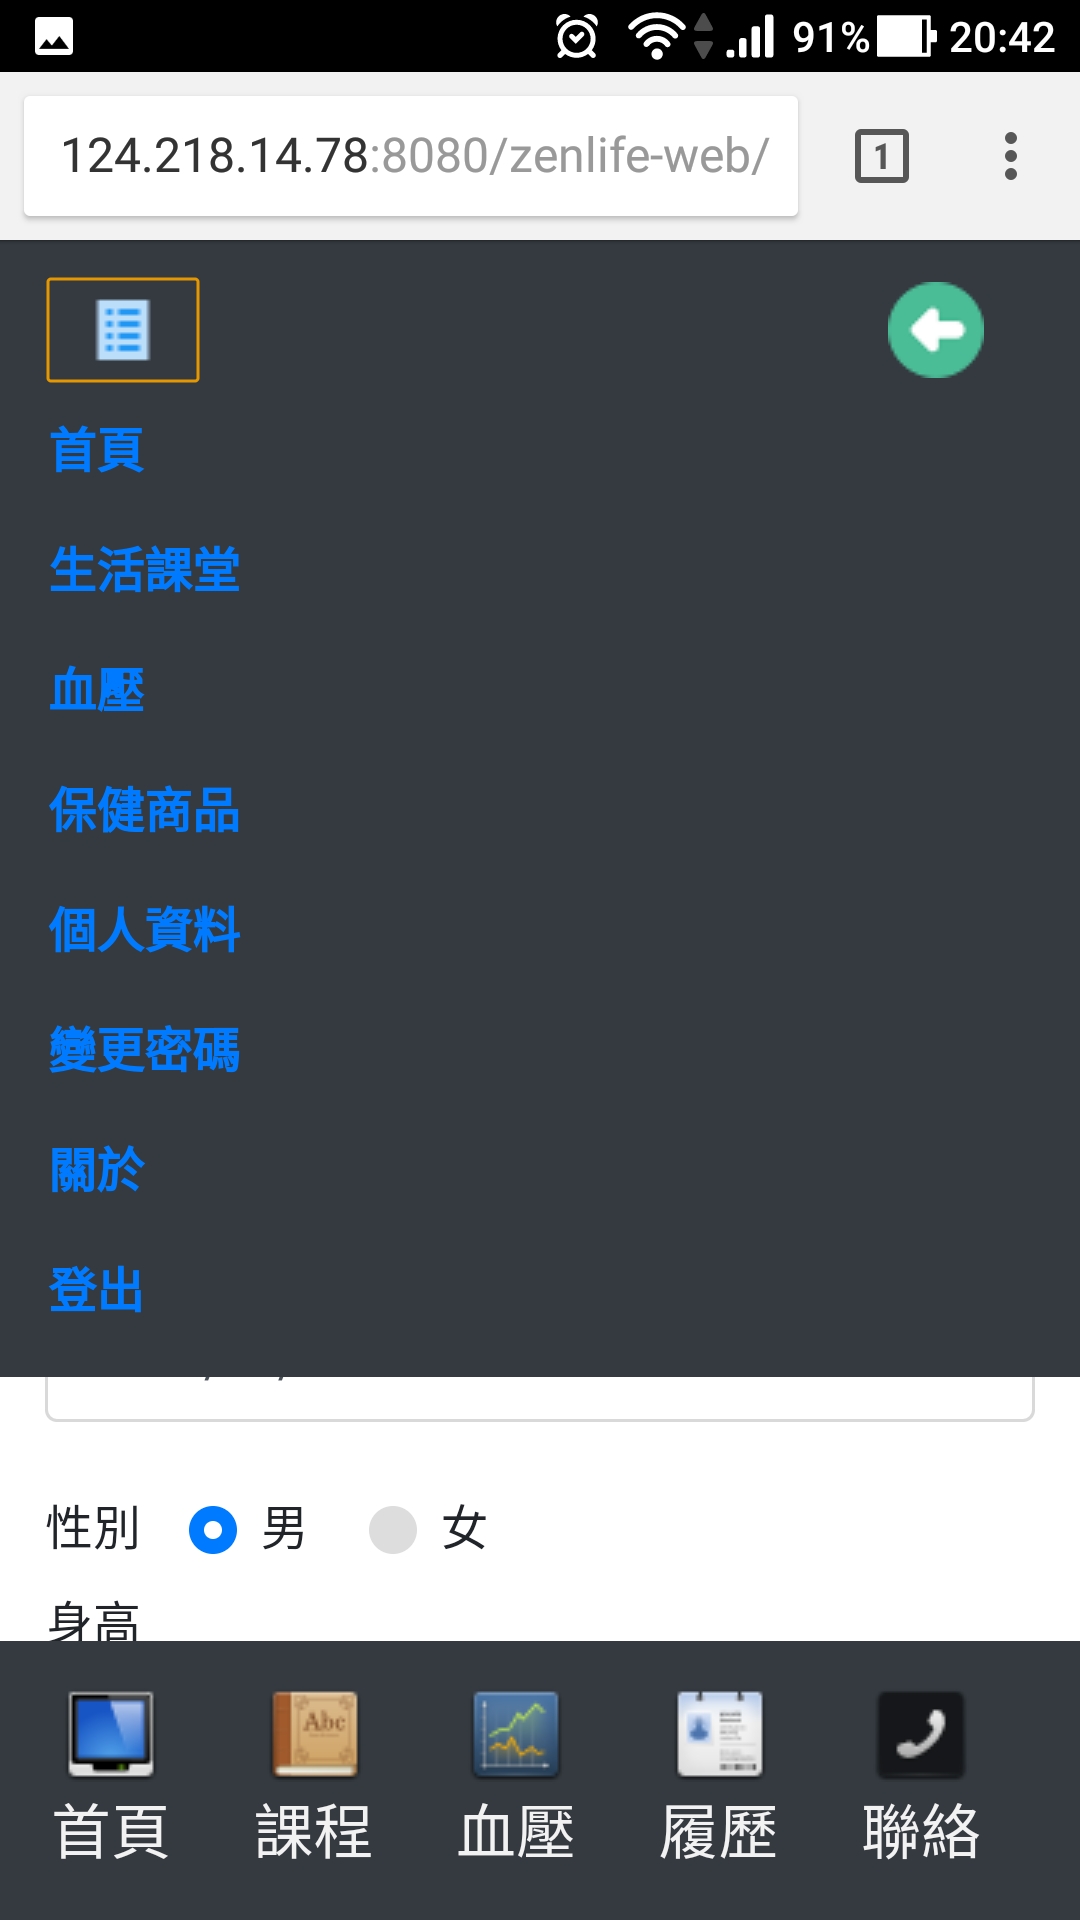 91% 20:42
124.218.14.78:8080/zenlife-web/ 1
首頁
生活課堂
血壓
保健商品
個人資料
變更密碼
關於
登出
性別 男 女
身高
Abc
首頁 課程 血壓 履歷 聯絡